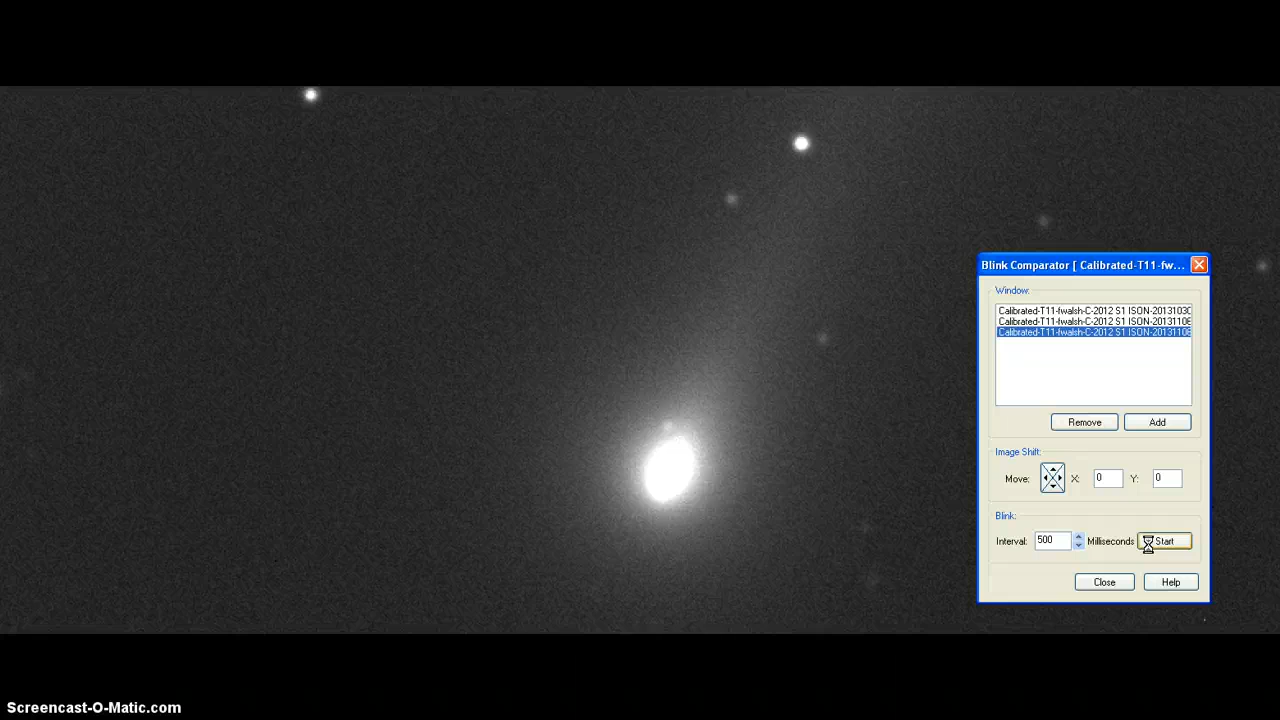 Blink Comparator [ Calibrated-T11-fw...
Window:
Calibrated-T11-fwalsh-C-2012 S1 ISON-2013103
Calibrated-T11-fwalsh-C-2012 S1 ISON-2013110
Calibrated-T11-fwalsh-C-2012 S1 ISON-2013110
Remove Add
Image Shift:
Move: X: 0 Y: 0
Blink:
Interval: 500 Milliseconds Start
Close Help
Screencast-O-Matic.com